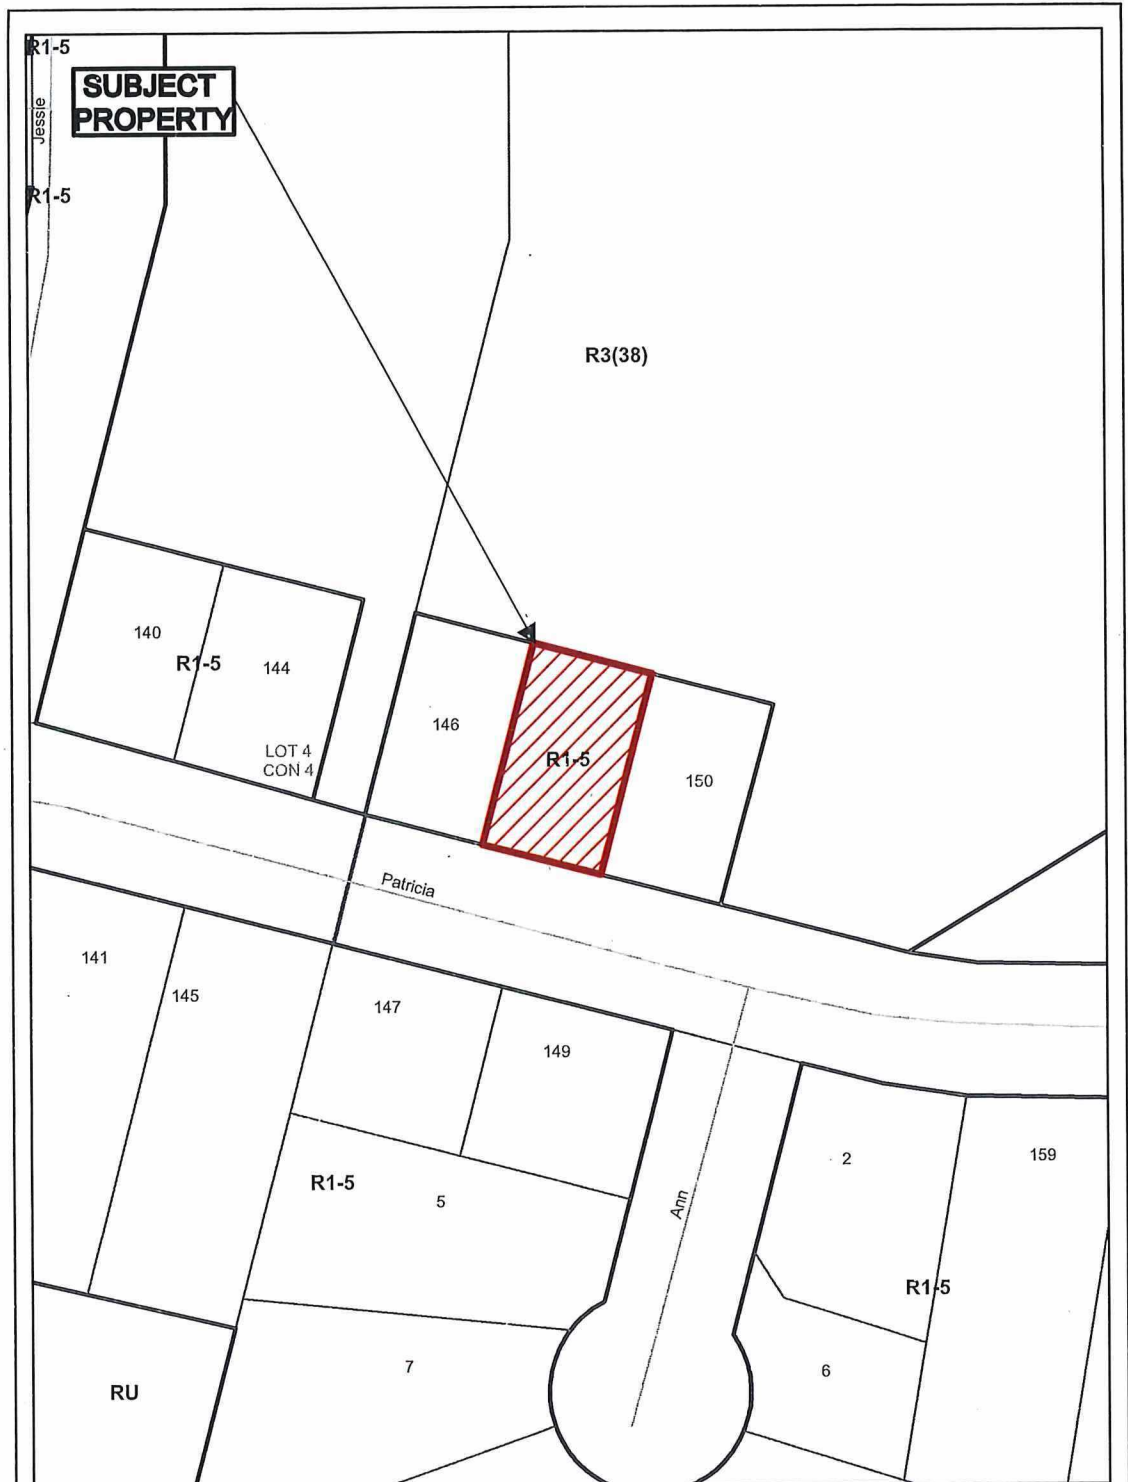 R1-5
SUBJECT
PROPERTY
Jessie
R1-5
R3(38)
140
R1-5
144
146
LOT 4
CON 4
R1-5
150
Patricia
141
145
147
149
2
159
R1-5
5
Ann
R1-5
7
6
RU